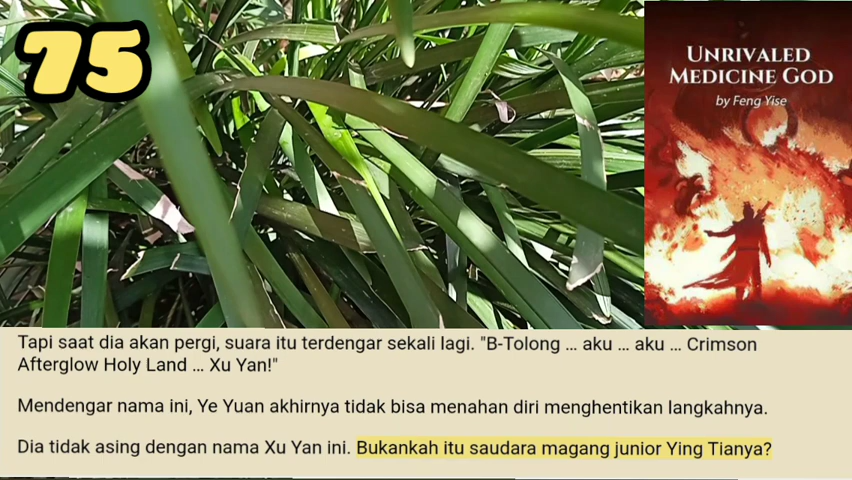 75
UNRIVALED
MEDICINE GOD
by Feng Yise
Tapi saat dia akan pergi, suara itu terdengar sekali lagi. "B-Tolong ... aku ... aku ... Crimson
Afterglow Holy Land ... Xu Yan!"
Mendengar nama ini, Ye Yuan akhirnya tidak bisa menahan diri menghentikan langkahnya.
Dia tidak asing dengan nama Xu Yan ini. Bukankah itu saudara magang junior Ying Tianya?